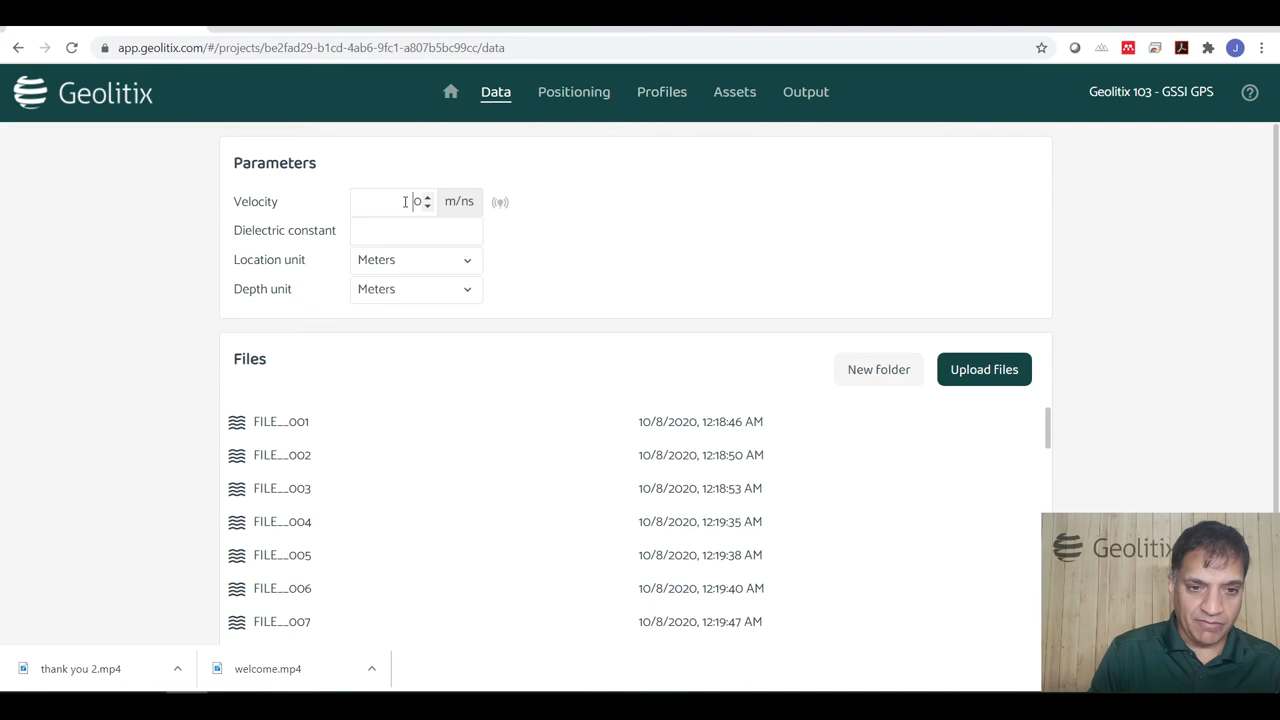 app.geolitix.com/#/projects/be2fad29-b1cd-4ab6-9fc1-a807b5bc99cc/data
J
Geolitix
Data
Positioning
Profiles
Assets
Output
Geolitix 103 - GSSI GPS
?
Parameters
Velocity
0
m/ns
Dielectric constant
Location unit
Meters
Depth unit
Meters
Files
New folder
Upload files
FILE__001 10/8/2020, 12:18:46 AM
FILE__002 10/8/2020, 12:18:50 AM
FILE__003 10/8/2020, 12:18:53 AM
FILE__004 10/8/2020, 12:19:35 AM
FILE__005 10/8/2020, 12:19:38 AM
FILE__006 10/8/2020, 12:19:40 AM
FILE__007 10/8/2020, 12:19:47 AM
Geolitix
thank you 2.mp4
welcome.mp4